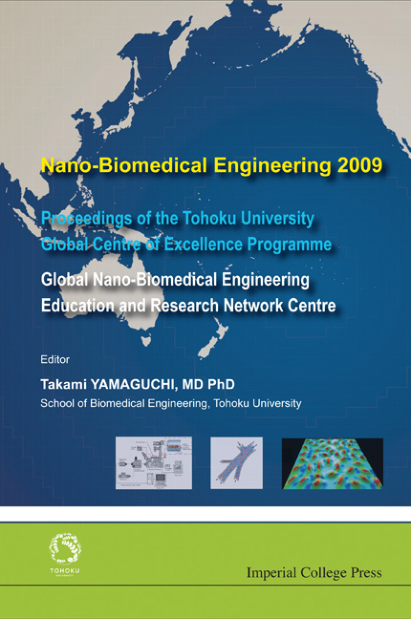 Nano-Biomedical Engineering 2009
Proceedings of the Tohoku University
Global Centre of Excellence Programme
Global Nano-Biomedical Engineering
Education and Research Network Centre
Editor
Takami YAMAGUCHI, MD PhD
School of Biomedical Engineering, Tohoku University
TOHOKU
Imperial College Press